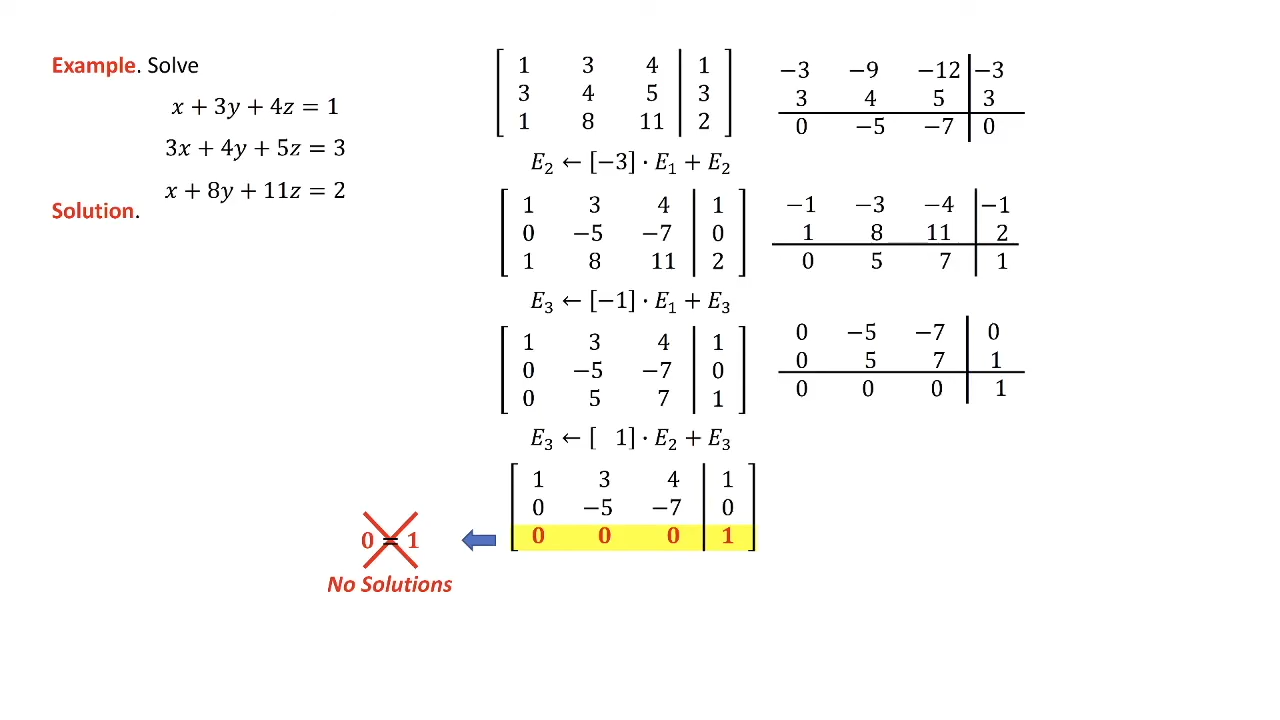 Example. Solve
x + 3y + 4z = 1
3x + 4y + 5z = 3
x + 8y + 11z = 2
Solution.
1 3 4 1
3 4 5 3
1 8 11 2
E₂ ← [−3] · E₁ + E₂
−3 −9 −12 −3
3 4 5 3
0 −5 −7 0
1 3 4 1
0 −5 −7 0
1 8 11 2
E₃ ← [−1] · E₁ + E₃
−1 −3 −4 −1
1 8 11 2
0 5 7 1
1 3 4 1
0 −5 −7 0
0 5 7 1
E₃ ← [ 1] · E₂ + E₃
0 −5 −7 0
0 5 7 1
0 0 0 1
1 3 4 1
0 −5 −7 0
0 0 0 1
0 = 1
No Solutions